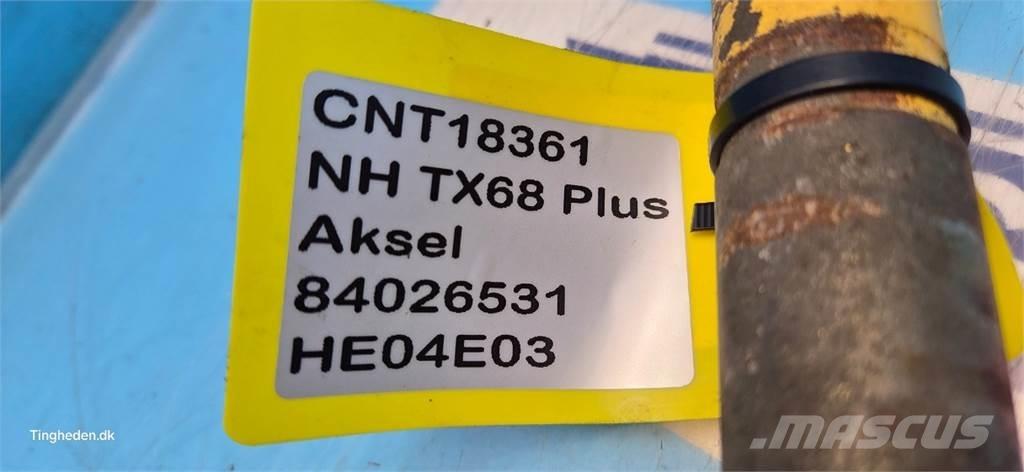 CNT18361
NH TX68 Plus
Aksel
84026531
HE04E03
Tingheden.dk
.MASCUS